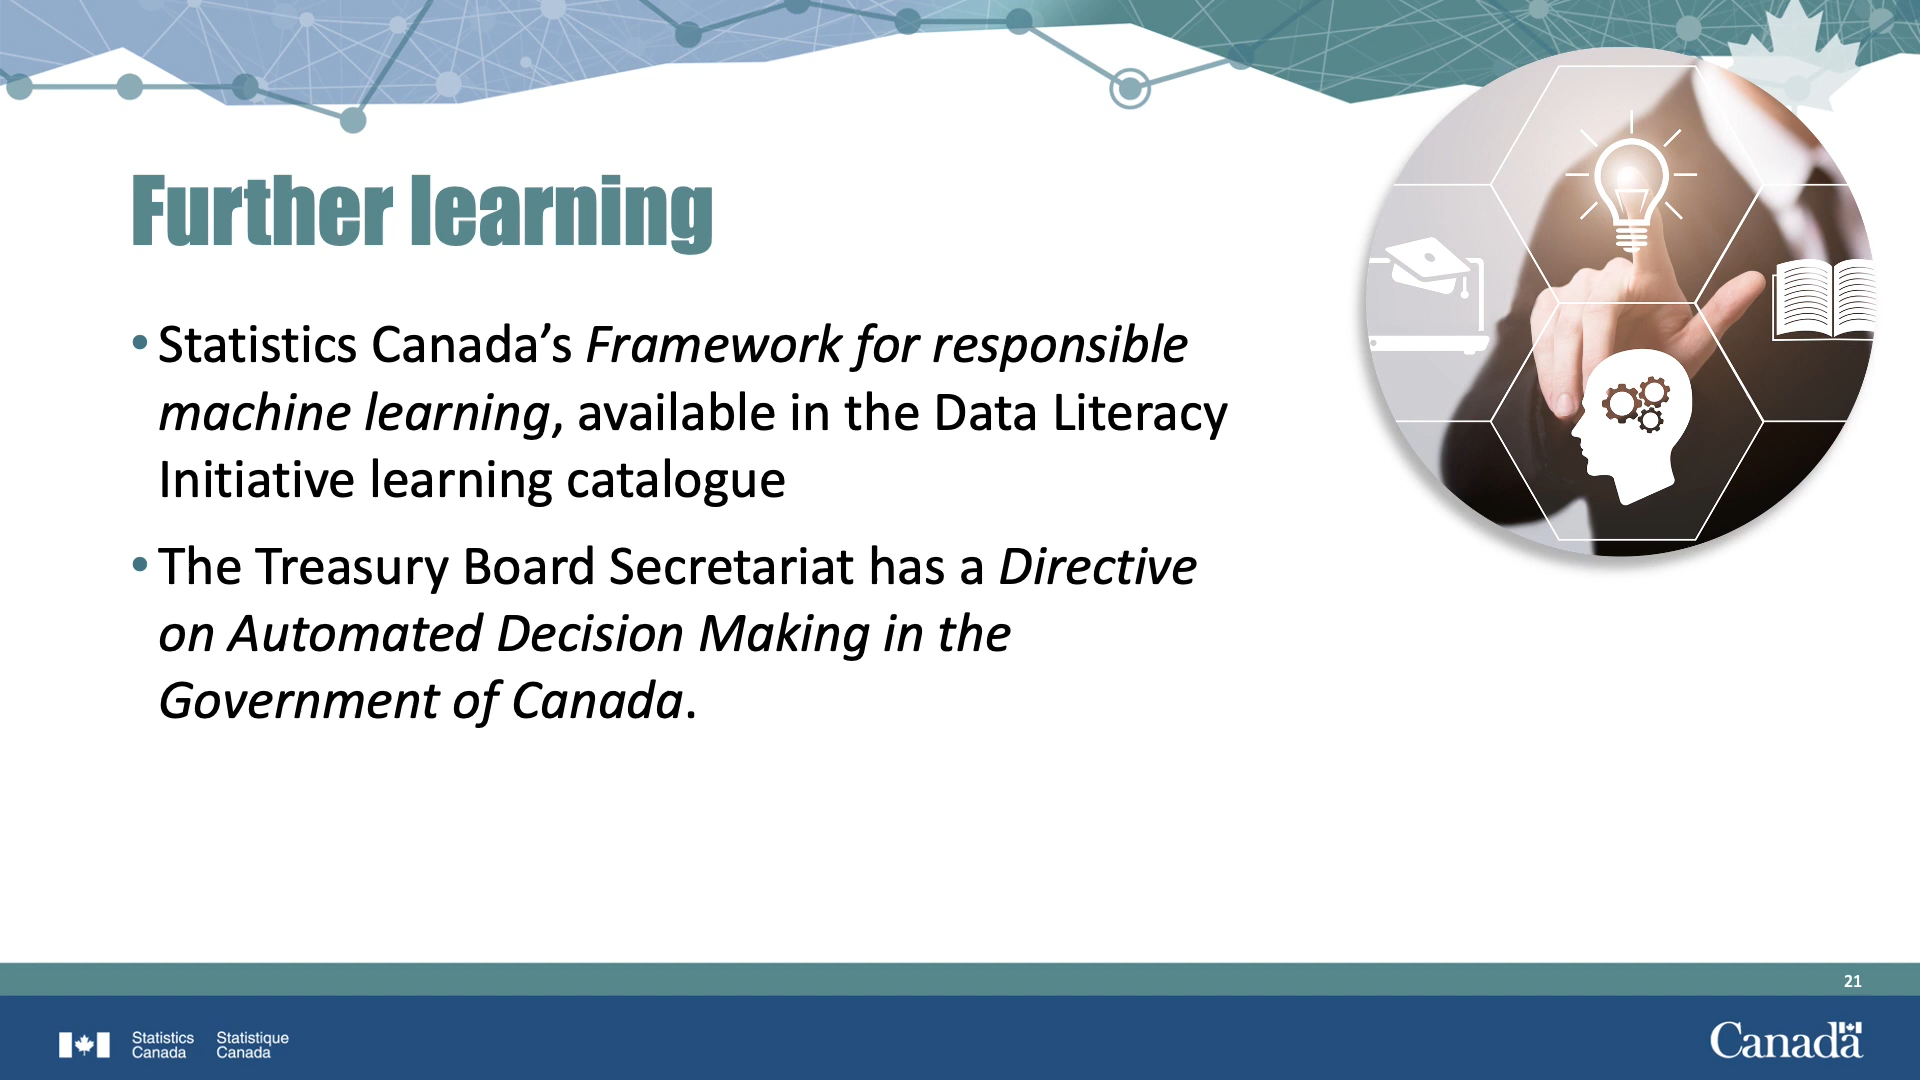 Further learning
• Statistics Canada’s Framework for responsible
machine learning, available in the Data Literacy
Initiative learning catalogue
• The Treasury Board Secretariat has a Directive
on Automated Decision Making in the
Government of Canada.
21
Statistics Canada
Statistique Canada
Canada